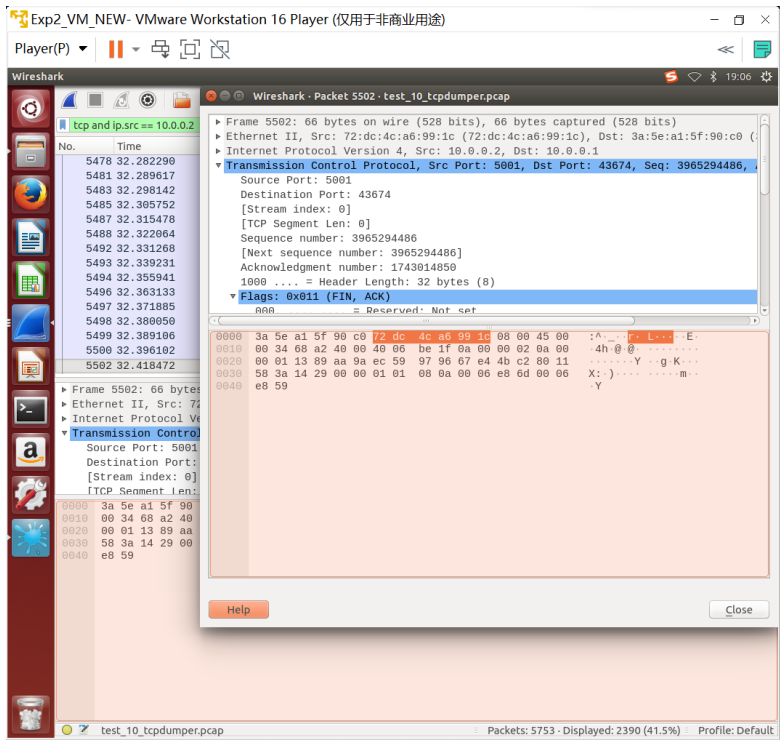 Exp2_VM_NEW- VMware Workstation 16 Player (仅用于非商业用途)
Player(P)
Wireshark
19:06
tcp and ip.src == 10.0.0.2
No. Time
5478 32.282290
5481 32.289617
5483 32.298142
5485 32.305752
5487 32.315478
5488 32.322064
5492 32.331268
5493 32.339231
5494 32.355941
5496 32.363133
5497 32.371885
5498 32.380050
5499 32.389106
5500 32.396102
5502 32.418472
Frame 5502: 66 bytes
Ethernet II, Src: 72
Internet Protocol Ve
Transmission Control
Source Port: 5001
Destination Port:
[Stream index: 0]
[TCP Segment Len:
0000 3a 5e a1 5f 90
0010 00 34 68 a2 40
0020 00 01 13 89 aa
0030 58 3a 14 29 00
0040 e8 59
Wireshark · Packet 5502 · test_10_tcpdumper.pcap
Frame 5502: 66 bytes on wire (528 bits), 66 bytes captured (528 bits)
Ethernet II, Src: 72:dc:4c:a6:99:1c (72:dc:4c:a6:99:1c), Dst: 3a:5e:a1:5f:90:c0 (
Internet Protocol Version 4, Src: 10.0.0.2, Dst: 10.0.0.1
Transmission Control Protocol, Src Port: 5001, Dst Port: 43674, Seq: 3965294486,
Source Port: 5001
Destination Port: 43674
[Stream index: 0]
[TCP Segment Len: 0]
Sequence number: 3965294486
[Next sequence number: 3965294486]
Acknowledgment number: 1743014850
1000 .... = Header Length: 32 bytes (8)
Flags: 0x011 (FIN, ACK)
000. .... .... = Reserved: Not set
0000 3a 5e a1 5f 90 c0 72 dc 4c a6 99 1c 08 00 45 00 :^·_··r· L·····E·
0010 00 34 68 a2 40 00 40 06 be 1f 0a 00 00 02 0a 00 ·4h·@·@· ········
0020 00 01 13 89 aa 9a ec 59 97 96 67 e4 4b c2 80 11 ·······Y ··g·K···
0030 58 3a 14 29 00 00 01 01 08 0a 00 06 e8 6d 00 06 X:·)···· ·····m··
0040 e8 59 ·Y
Help
Close
test_10_tcpdumper.pcap
Packets: 5753 · Displayed: 2390 (41.5%)
Profile: Default